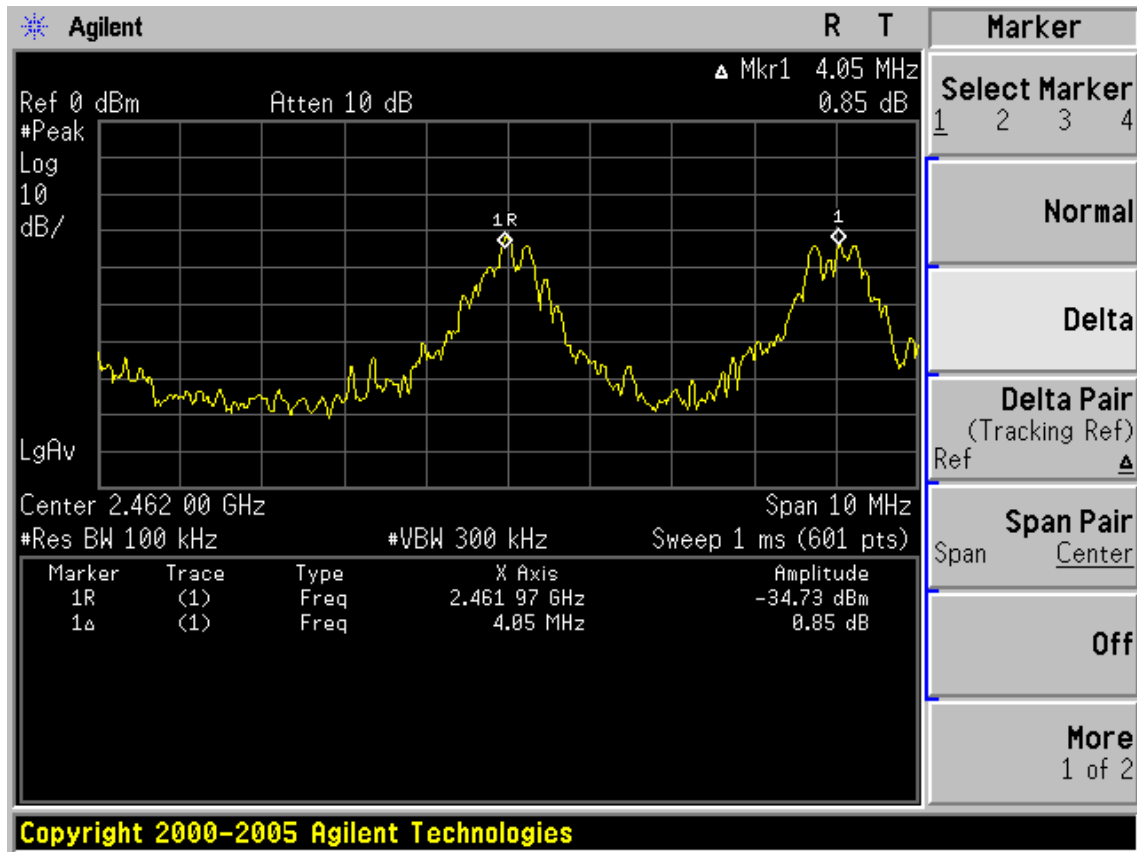 Agilent R T
Δ Mkr1 4.05 MHz
Ref 0 dBm Atten 10 dB 0.85 dB
#Peak
Log
10
dB/
1R
1
LgAv
Center 2.462 00 GHz Span 10 MHz
#Res BW 100 kHz #VBW 300 kHz Sweep 1 ms (601 pts)
Marker Trace Type X Axis Amplitude
1R (1) Freq 2.461 97 GHz -34.73 dBm
1Δ (1) Freq 4.05 MHz 0.85 dB
Marker
Select Marker
1 2 3 4
Normal
Delta
Delta Pair
(Tracking Ref)
Ref Δ
Span Pair
Span Center
Off
More
1 of 2
Copyright 2000-2005 Agilent Technologies